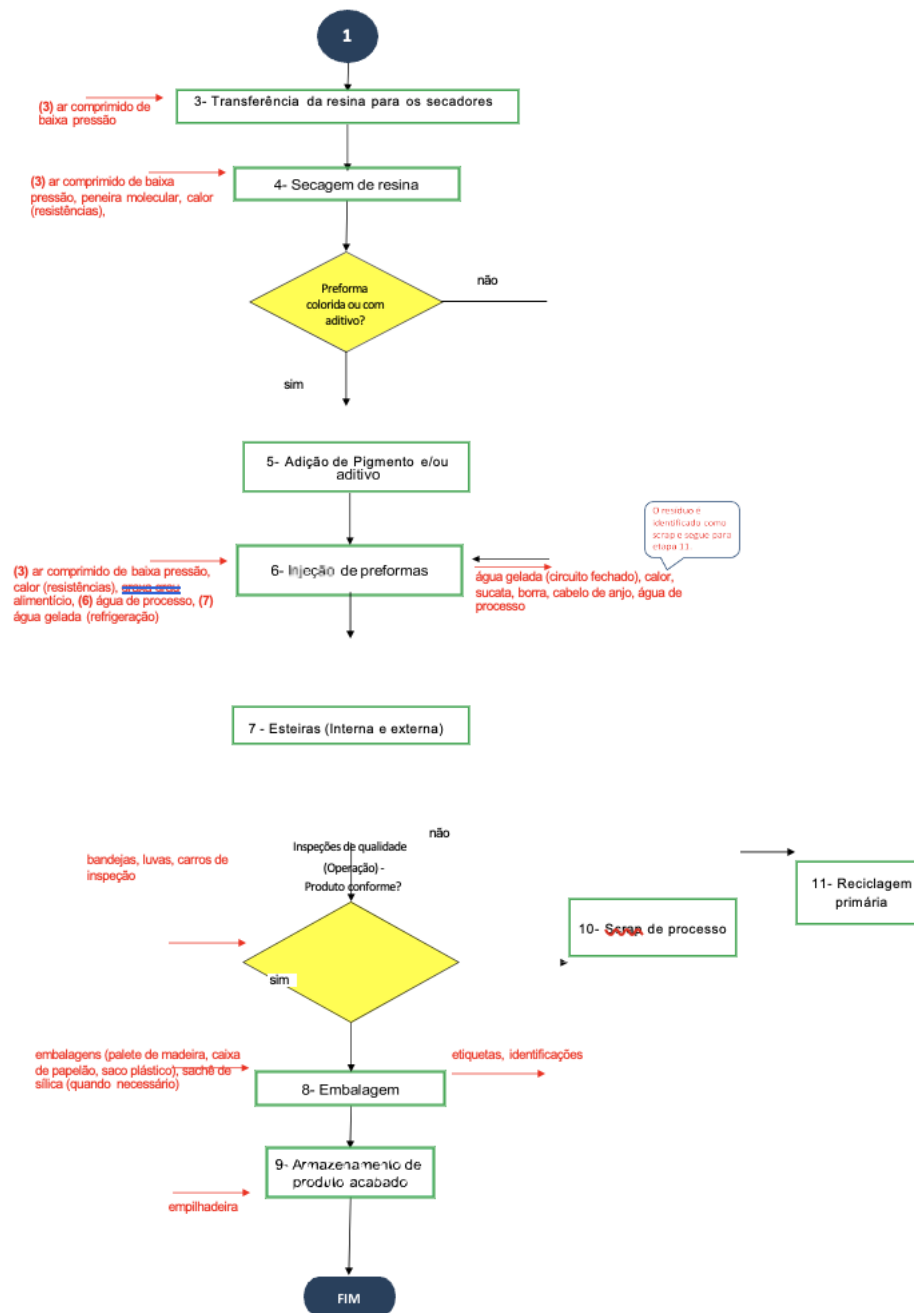 1
3- Transferência da resina para os secadores
(3) ar comprimido de
baixa pressão
4- Secagem de resina
(3) ar comprimido de baixa
pressão, peneira molecular, calor
(resistências),
Preforma
colorida ou com
aditivo?
não
sim
5- Adição de Pigmento e/ou
aditivo
O resíduo é
identificado como
scrap e segue para
etapa 11.
6- Injeção de preformas
(3) ar comprimido de baixa pressão,
calor (resistências), graxa grau
alimentício, (6) água de processo, (7)
água gelada (refrigeração)
água gelada (circuito fechado), calor,
sucata, borra, cabelo de anjo, água de
processo
7 - Esteiras (Interna e externa)
não
Inspeções de qualidade
(Operação) -
Produto conforme?
bandejas, luvas, carros de
inspeção
11- Reciclagem
primária
10- Scrap de processo
sim
embalagens (palete de madeira, caixa
de papelão, saco plástico), sachê de
sílica (quando necessário)
etiquetas, identificações
8- Embalagem
9- Armazenamento de
produto acabado
empilhadeira
FIM